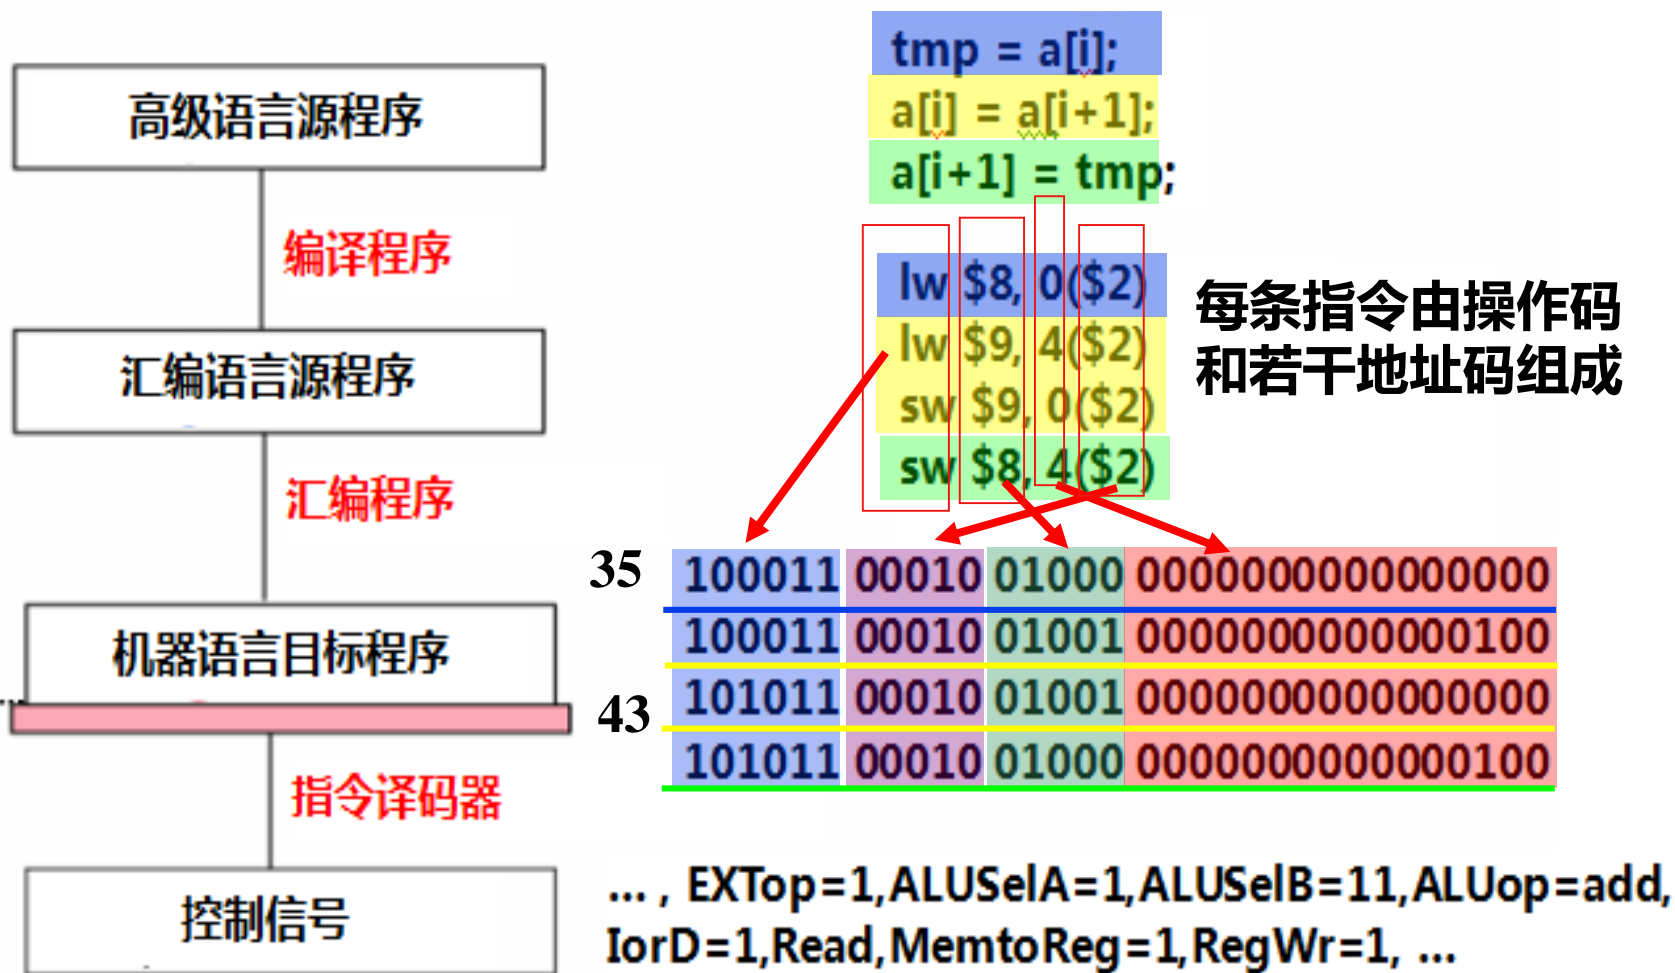 高级语言源程序
编译程序
汇编语言源程序
汇编程序
机器语言目标程序
指令译码器
控制信号
tmp = a[i];
a[i] = a[i+1];
a[i+1] = tmp;
lw $8, 0($2)
lw $9, 4($2)
sw $9, 0($2)
sw $8, 4($2)
每条指令由操作码
和若干地址码组成
35 100011 00010 01000 0000000000000000
100011 00010 01001 0000000000000100
43 101011 00010 01001 0000000000000000
101011 00010 01000 0000000000000100
... , EXTop=1,ALUSelA=1,ALUSelB=11,ALUop=add,
IorD=1,Read,MemtoReg=1,RegWr=1, ...